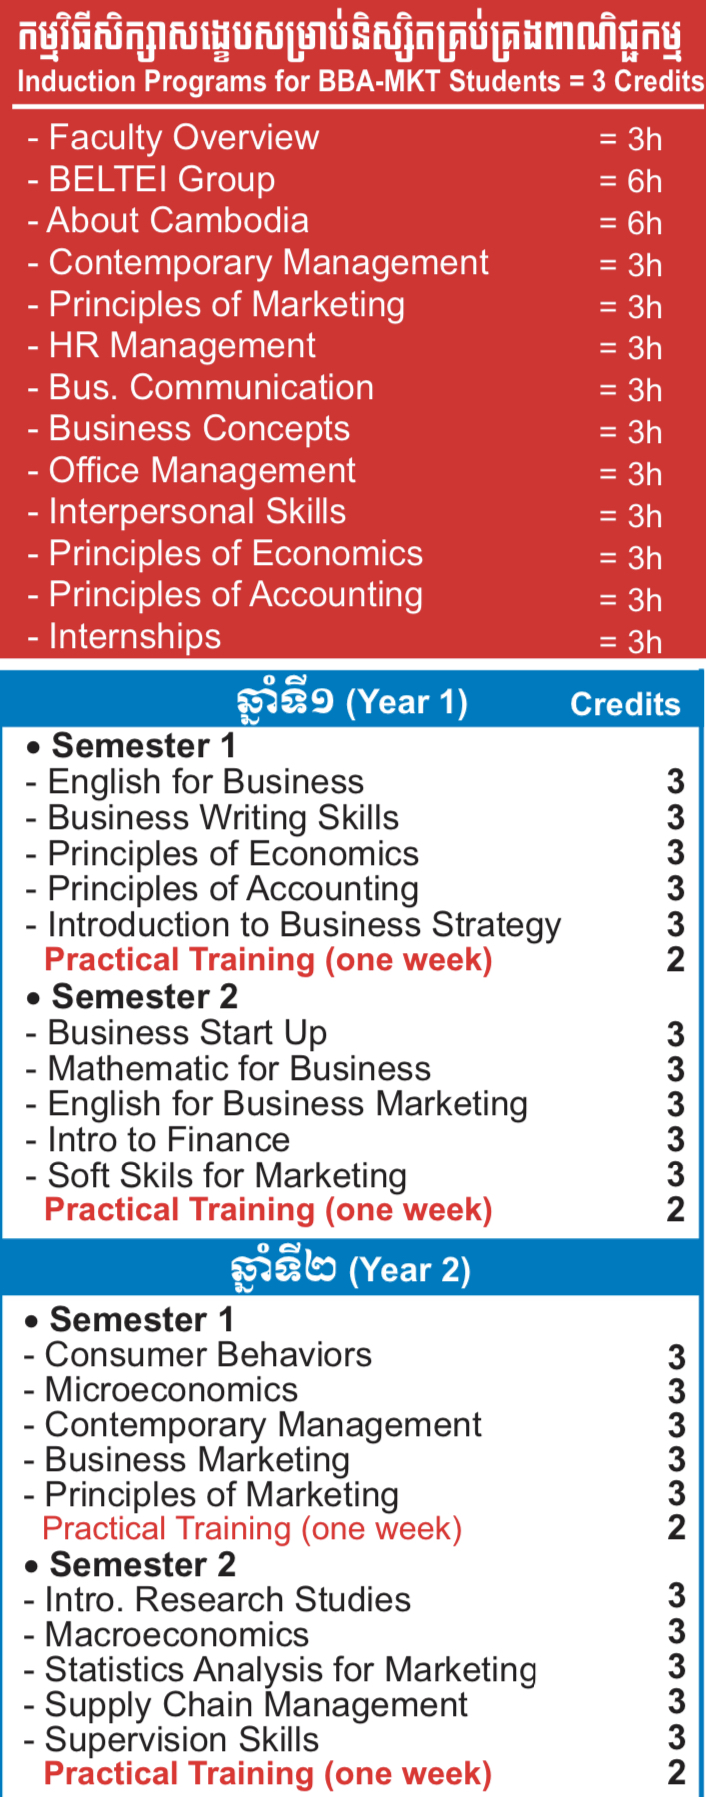 កម្មវិធីសិក្សាសង្ខេបសម្រាប់និស្សិតគ្រប់គ្រងពាណិជ្ជកម្ម
Induction Programs for BBA-MKT Students = 3 Credits
- Faculty Overview = 3h
- BELTEI Group = 6h
- About Cambodia = 6h
- Contemporary Management = 3h
- Principles of Marketing = 3h
- HR Management = 3h
- Bus. Communication = 3h
- Business Concepts = 3h
- Office Management = 3h
- Interpersonal Skills = 3h
- Principles of Economics = 3h
- Principles of Accounting = 3h
- Internships = 3h
ឆ្នាំទី១ (Year 1) Credits
• Semester 1
- English for Business 3
- Business Writing Skills 3
- Principles of Economics 3
- Principles of Accounting 3
- Introduction to Business Strategy 3
Practical Training (one week) 2
• Semester 2
- Business Start Up 3
- Mathematic for Business 3
- English for Business Marketing 3
- Intro to Finance 3
- Soft Skils for Marketing 3
Practical Training (one week) 2
ឆ្នាំទី២ (Year 2)
• Semester 1
- Consumer Behaviors 3
- Microeconomics 3
- Contemporary Management 3
- Business Marketing 3
- Principles of Marketing 3
Practical Training (one week) 2
• Semester 2
- Intro. Research Studies 3
- Macroeconomics 3
- Statistics Analysis for Marketing 3
- Supply Chain Management 3
- Supervision Skills 3
Practical Training (one week) 2